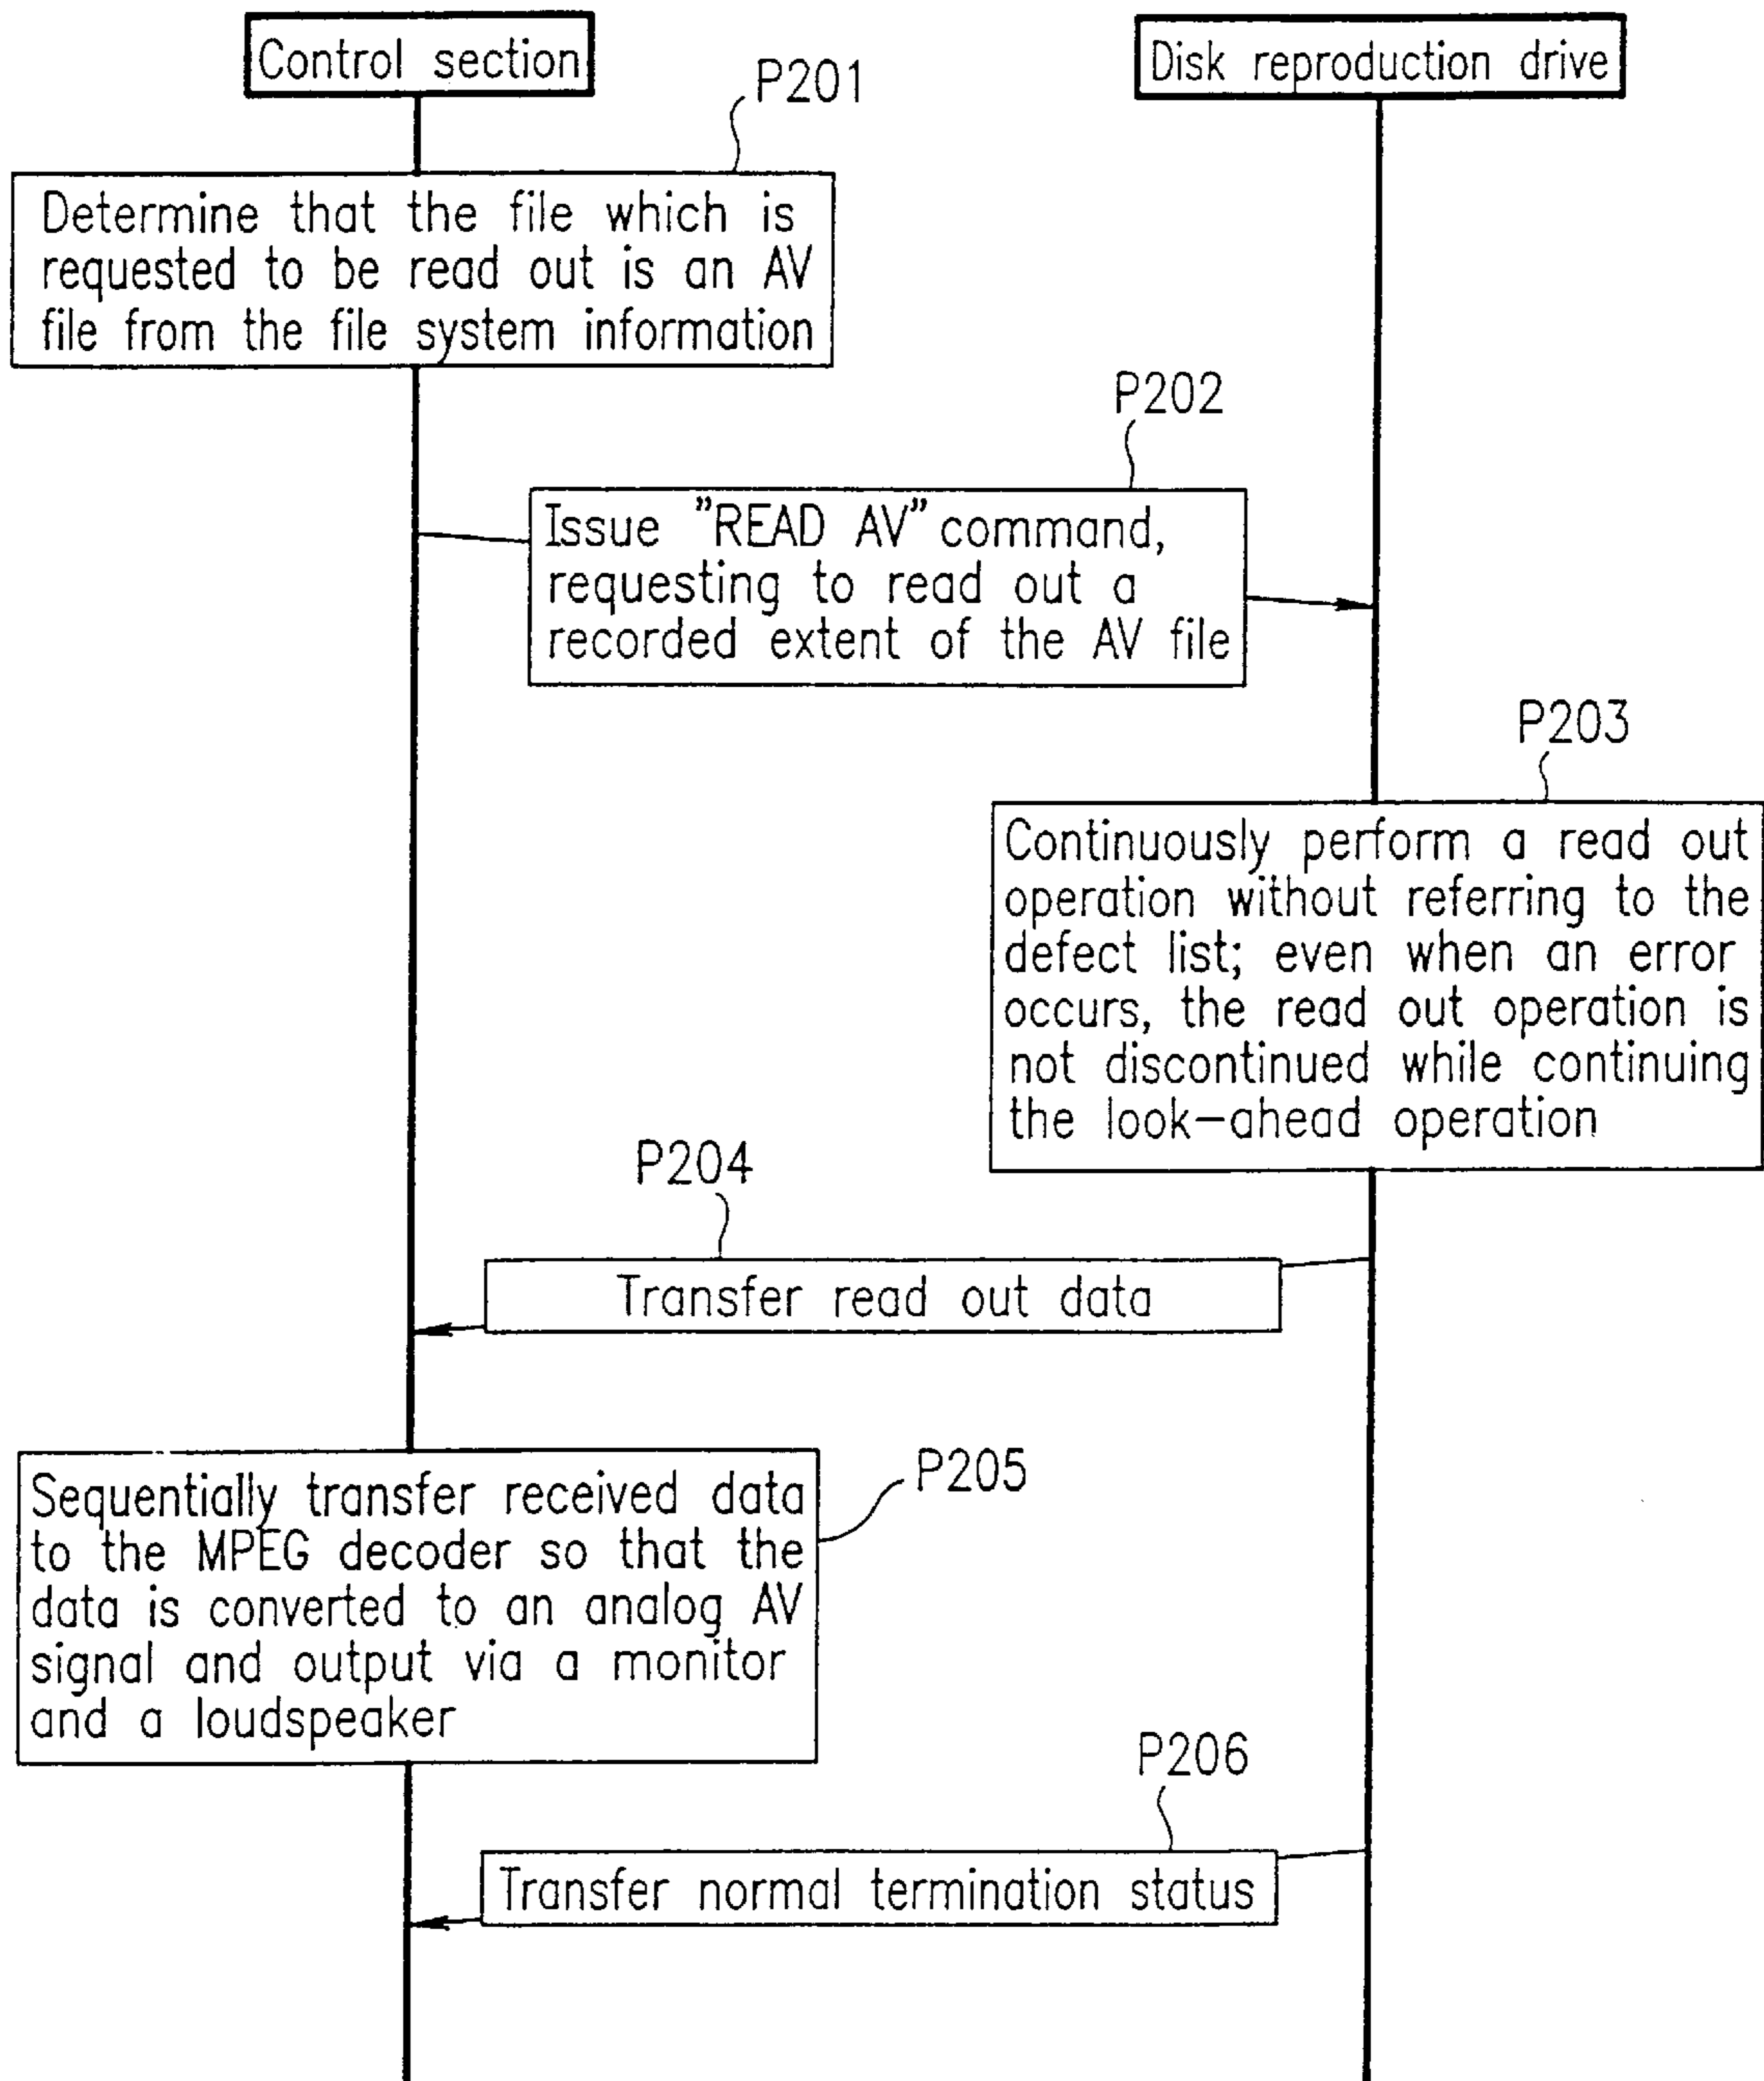 Control section
Disk reproduction drive
P201
Determine that the file which is
requested to be read out is an AV
file from the file system information
P202
Issue "READ AV" command,
requesting to read out a
recorded extent of the AV file
P203
Continuously perform a read out
operation without referring to the
defect list; even when an error
occurs, the read out operation is
not discontinued while continuing
the look-ahead operation
P204
Transfer read out data
P205
Sequentially transfer received data
to the MPEG decoder so that the
data is converted to an analog AV
signal and output via a monitor
and a loudspeaker
P206
Transfer normal termination status